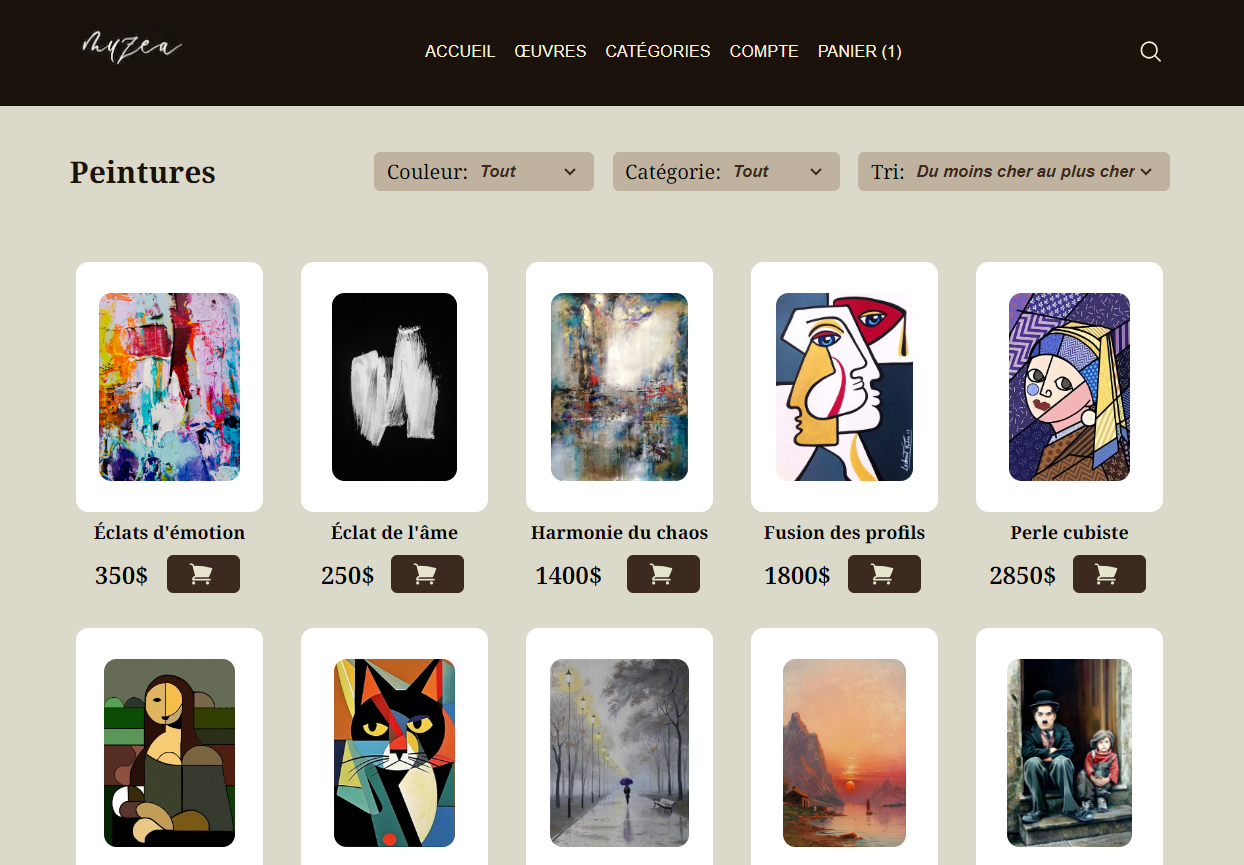 Myzea
ACCUEIL ŒUVRES CATÉGORIES COMPTE PANIER (1)
Peintures
Couleur: Tout
Catégorie: Tout
Tri: Du moins cher au plus cher
Éclats d'émotion
Éclat de l'âme
Harmonie du chaos
Fusion des profils
Perle cubiste
350$
250$
1400$
1800$
2850$